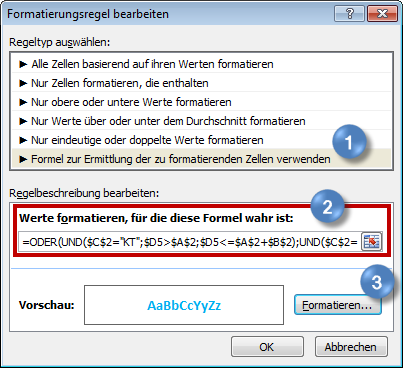 Formatierungsregel bearbeiten
Regeltyp auswählen:
► Alle Zellen basierend auf ihren Werten formatieren
► Nur Zellen formatieren, die enthalten
► Nur obere oder untere Werte formatieren
► Nur Werte über oder unter dem Durchschnitt formatieren
► Nur eindeutige oder doppelte Werte formatieren
► Formel zur Ermittlung der zu formatierenden Zellen verwenden
1
Regelbeschreibung bearbeiten:
2
Werte formatieren, für die diese Formel wahr ist:
=ODER(UND($C$2="KT";$D5>$A$2;$D5<=$A$2+$B$2);UND($C$2=
3
Vorschau:
AaBbCcYyZz
Formatieren...
OK
Abbrechen